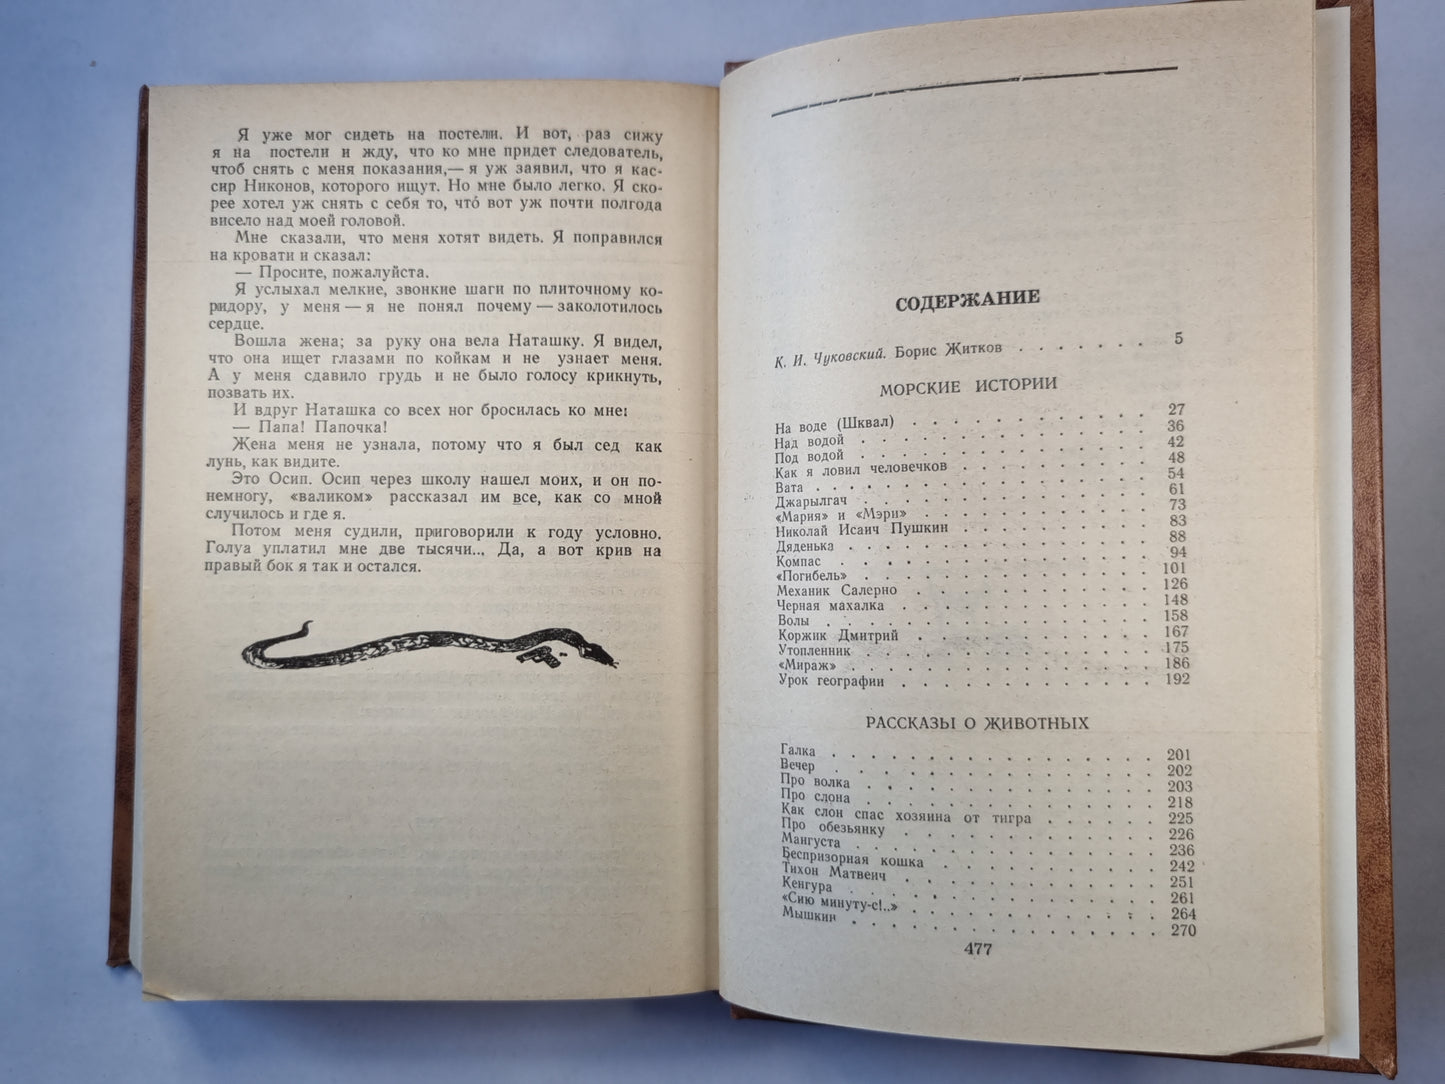 Я уже мог сидеть на постели. И вот, раз сижу
я на постели и жду, что ко мне придет следователь,
чтоб снять с меня показания,— я уж заявил, что я кас-
сир Никонов, которого ищут. Но мне было легко. Я ско-
рее хотел уж снять с себя то, что́ вот уж почти полгода
висело над моей головой.
Мне сказали, что меня хотят видеть. Я поправился
на кровати и сказал:
— Просите, пожалуйста.
Я услыхал мелкие, звонкие шаги по плиточному ко-
ридору, у меня — я не понял почему — заколотилось
сердце.
Вошла жена; за руку она вела Наташку. Я видел,
что она ищет глазами по койкам и не узнает меня.
А у меня сдавило грудь и не было голосу крикнуть,
позвать их.
И вдруг Наташка со всех ног бросилась ко мне:
— Папа! Папочка!
Жена меня не узнала, потому что я был сед как
лунь, как видите.
Это Осип. Осип через школу нашел моих, и он по-
немногу, «валиком» рассказал им все, как со мной
случилось и где я.
Потом меня судили, приговорили к году условно.
Голуа уплатил мне две тысячи... Да, а вот крив на
правый бок я так и остался.
СОДЕРЖАНИЕ
К. И. Чуковский. Борис Житков . . . . . . . 5
МОРСКИЕ ИСТОРИИ
На воде (Шквал) . . . . . . . . . . . 27
Над водой . . . . . . . . . . . . . 36
Под водой . . . . . . . . . . . . . 42
Как я ловил человечков . . . . . . . . . 48
Вата . . . . . . . . . . . . . . . 54
Джарылгач . . . . . . . . . . . . . 61
«Мария» и «Мэри» . . . . . . . . . . . 73
Николай Исаич Пушкин . . . . . . . . . 83
Дяденька . . . . . . . . . . . . . 88
Компас . . . . . . . . . . . . . . 94
«Погибель» . . . . . . . . . . . . . 101
Механик Салерно . . . . . . . . . . . 126
Черная махалка . . . . . . . . . . . 148
Волы . . . . . . . . . . . . . . . 158
Коржик Дмитрий . . . . . . . . . . . 167
Утопленник . . . . . . . . . . . . . 175
«Мираж» . . . . . . . . . . . . . 186
Урок географии . . . . . . . . . . . 192
РАССКАЗЫ О ЖИВОТНЫХ
Галка . . . . . . . . . . . . . . 201
Вечер . . . . . . . . . . . . . . 202
Про волка . . . . . . . . . . . . . 203
Про слона . . . . . . . . . . . . . 218
Как слон спас хозяина от тигра . . . . . . 225
Про обезьянку . . . . . . . . . . . 226
Мангуста . . . . . . . . . . . . . 236
Беспризорная кошка . . . . . . . . . . 242
Тихон Матвеич . . . . . . . . . . . 251
Кенгура . . . . . . . . . . . . . 261
«Сию минуту-с!..» . . . . . . . . . . . 264
Мышкин . . . . . . . . . . . . . 270
477